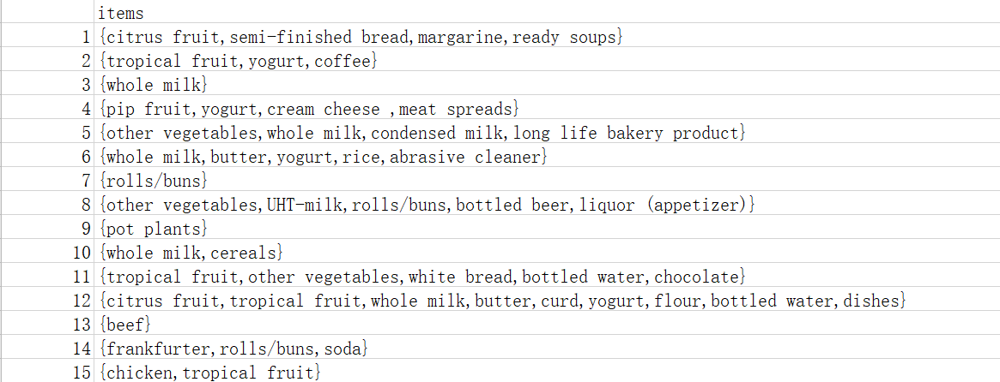 items
1 {citrus fruit,semi-finished bread,margarine,ready soups}
2 {tropical fruit,yogurt,coffee}
3 {whole milk}
4 {pip fruit,yogurt,cream cheese ,meat spreads}
5 {other vegetables,whole milk,condensed milk,long life bakery product}
6 {whole milk,butter,yogurt,rice,abrasive cleaner}
7 {rolls/buns}
8 {other vegetables,UHT-milk,rolls/buns,bottled beer,liquor (appetizer)}
9 {pot plants}
10 {whole milk,cereals}
11 {tropical fruit,other vegetables,white bread,bottled water,chocolate}
12 {citrus fruit,tropical fruit,whole milk,butter,curd,yogurt,flour,bottled water,dishes}
13 {beef}
14 {frankfurter,rolls/buns,soda}
15 {chicken,tropical fruit}